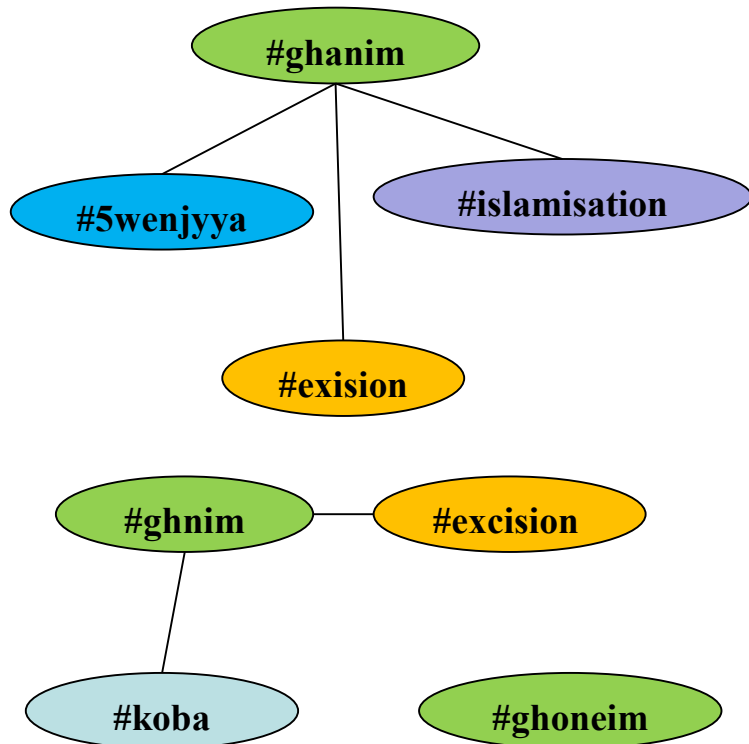 #ghanim
#5wenjyya
#islamisation
#exision
#ghnim
#excision
#koba
#ghoneim